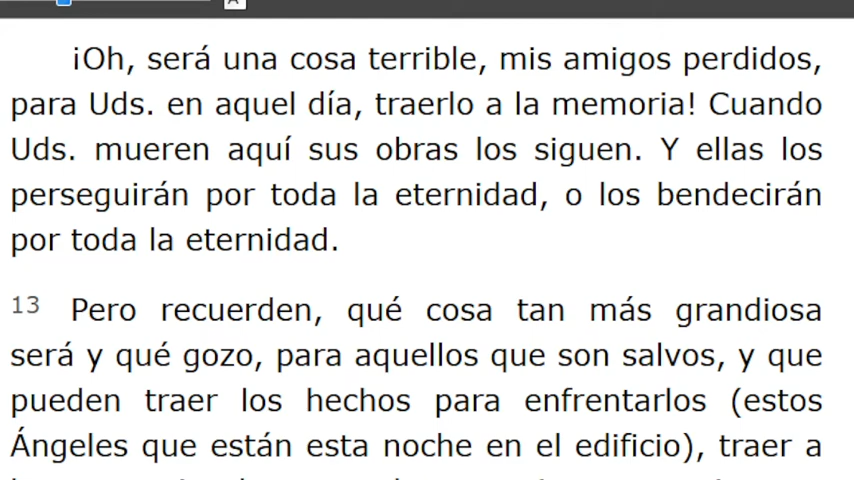 ¡Oh, será una cosa terrible, mis amigos perdidos,
para Uds. en aquel día, traerlo a la memoria! Cuando
Uds. mueren aquí sus obras los siguen. Y ellas los
perseguirán por toda la eternidad, o los bendecirán
por toda la eternidad.
13 Pero recuerden, qué cosa tan más grandiosa
será y qué gozo, para aquellos que son salvos, y que
pueden traer los hechos para enfrentarlos (estos
Ángeles que están esta noche en el edificio), traer a